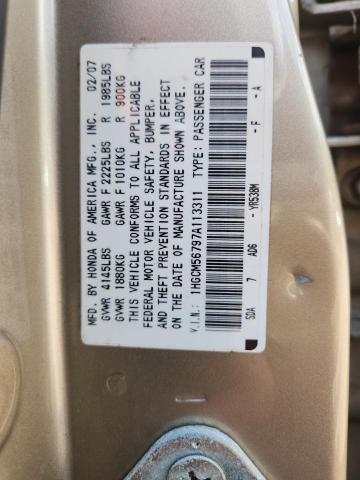 MFD. BY HONDA OF AMERICA MFG., INC. 02/07
GVWR 4145LBS GAWR F 2225LBS R 1985LBS
GVWR 1880KG GAWR F 1010KG R 900KG
THIS VEHICLE CONFORMS TO ALL APPLICABLE
FEDERAL MOTOR VEHICLE SAFETY, BUMPER,
AND THEFT PREVENTION STANDARDS IN EFFECT
ON THE DATE OF MANUFACTURE SHOWN ABOVE.
V.I.N.: 1HGCM56797A113311 TYPE: PASSENGER CAR
SDA 7 AD6 -YR538M -F -A